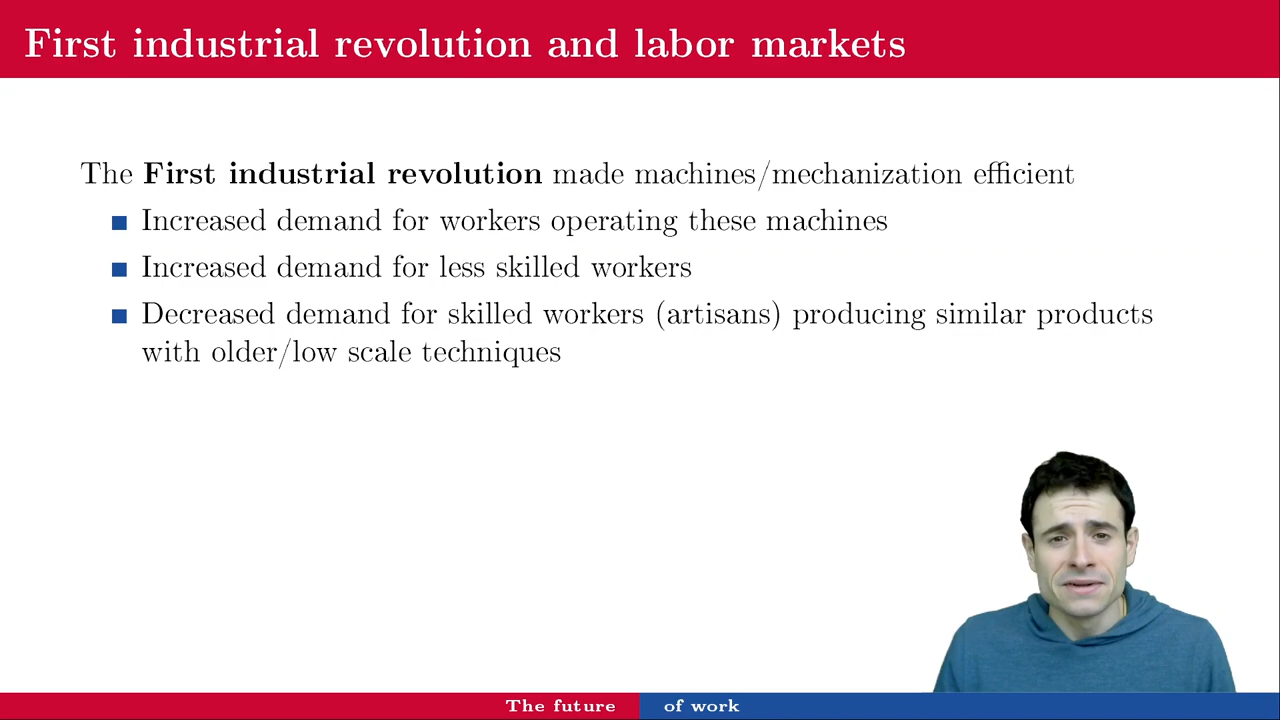 First industrial revolution and labor markets
The First industrial revolution made machines/mechanization efficient
Increased demand for workers operating these machines
Increased demand for less skilled workers
Decreased demand for skilled workers (artisans) producing similar products
with older/low scale techniques
The future of work